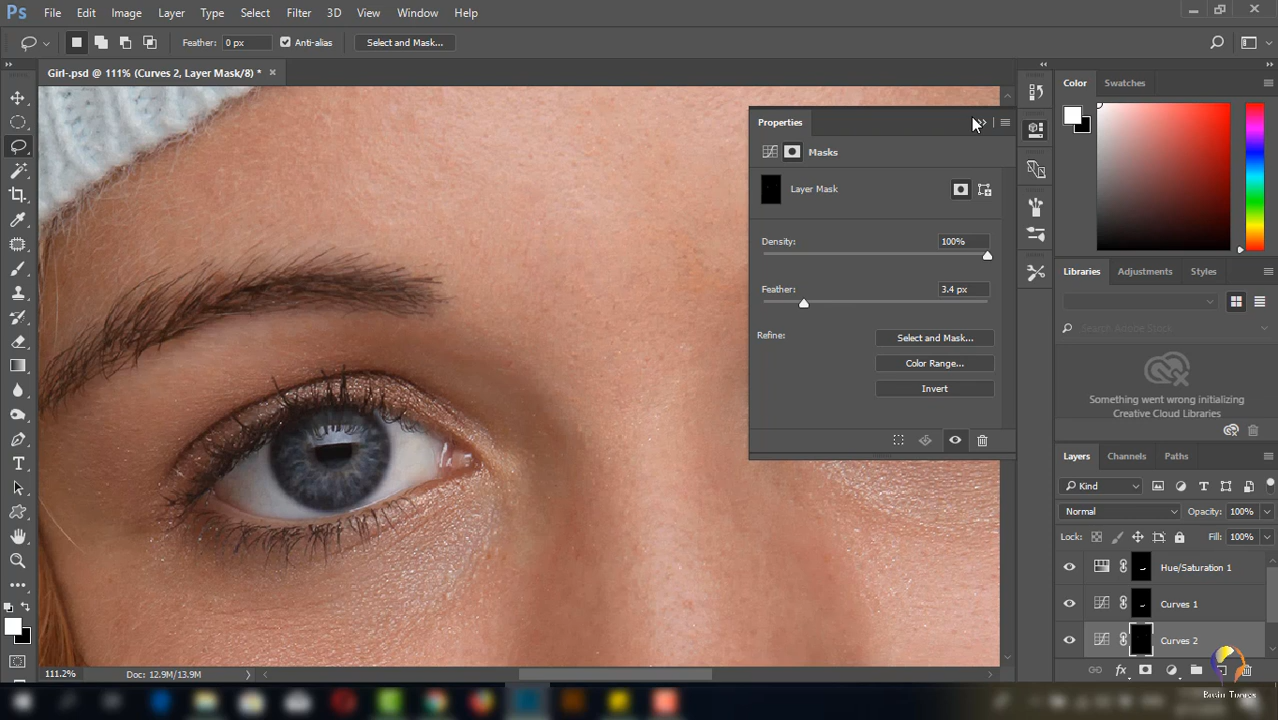 Ps File Edit Image Layer Type Select Filter 3D View Window Help
Feather: 0 px Anti-alias Select and Mask...
Girl-.psd @ 111% (Curves 2, Layer Mask/8) *
Color Swatches
Properties
Masks
Layer Mask
Density: 100%
Feather: 3.4 px
Refine: Select and Mask...
Color Range...
Invert
Libraries Adjustments Styles
Search Adobe Stock
Something went wrong initializing
Creative Cloud Libraries
Layers Channels Paths
Kind
Normal Opacity: 100%
Lock: Fill: 100%
Hue/Saturation 1
Curves 1
Curves 2
111.2% Doc: 12.9M/13.9M